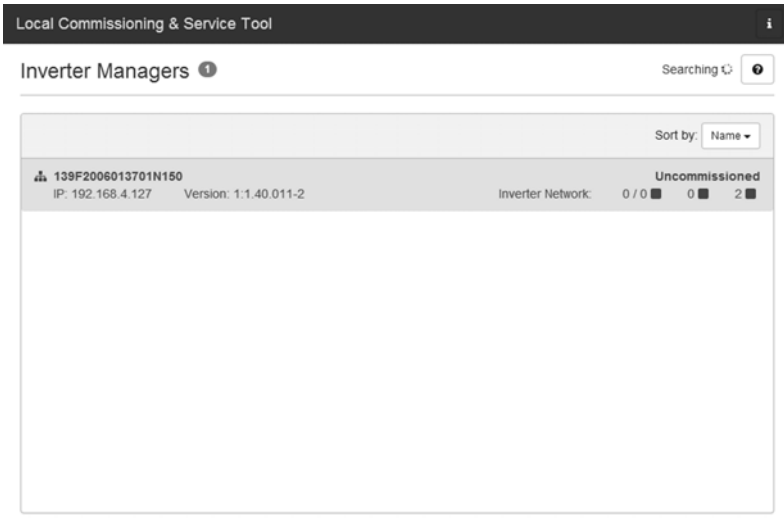 Local Commissioning & Service Tool i
Inverter Managers 1 Searching ?
Sort by: Name
139F2006013701N150 Uncommissioned
IP: 192.168.4.127 Version: 1:1.40.011-2 Inverter Network: 0 / 0 0 2